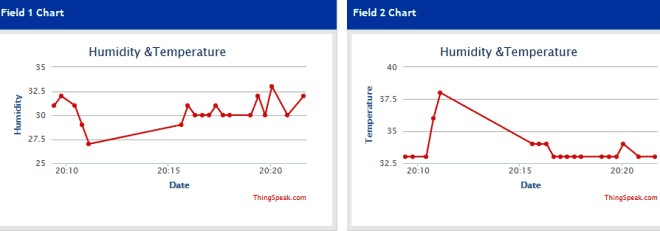 Field 1 Chart
Humidity &Temperature
35
32.5
30
27.5
25
Humidity
20:10 20:15 20:20
Date
ThingSpeak.com
Field 2 Chart
Humidity &Temperature
40
37.5
35
32.5
Temperature
20:10 20:15 20:20
Date
ThingSpeak.com